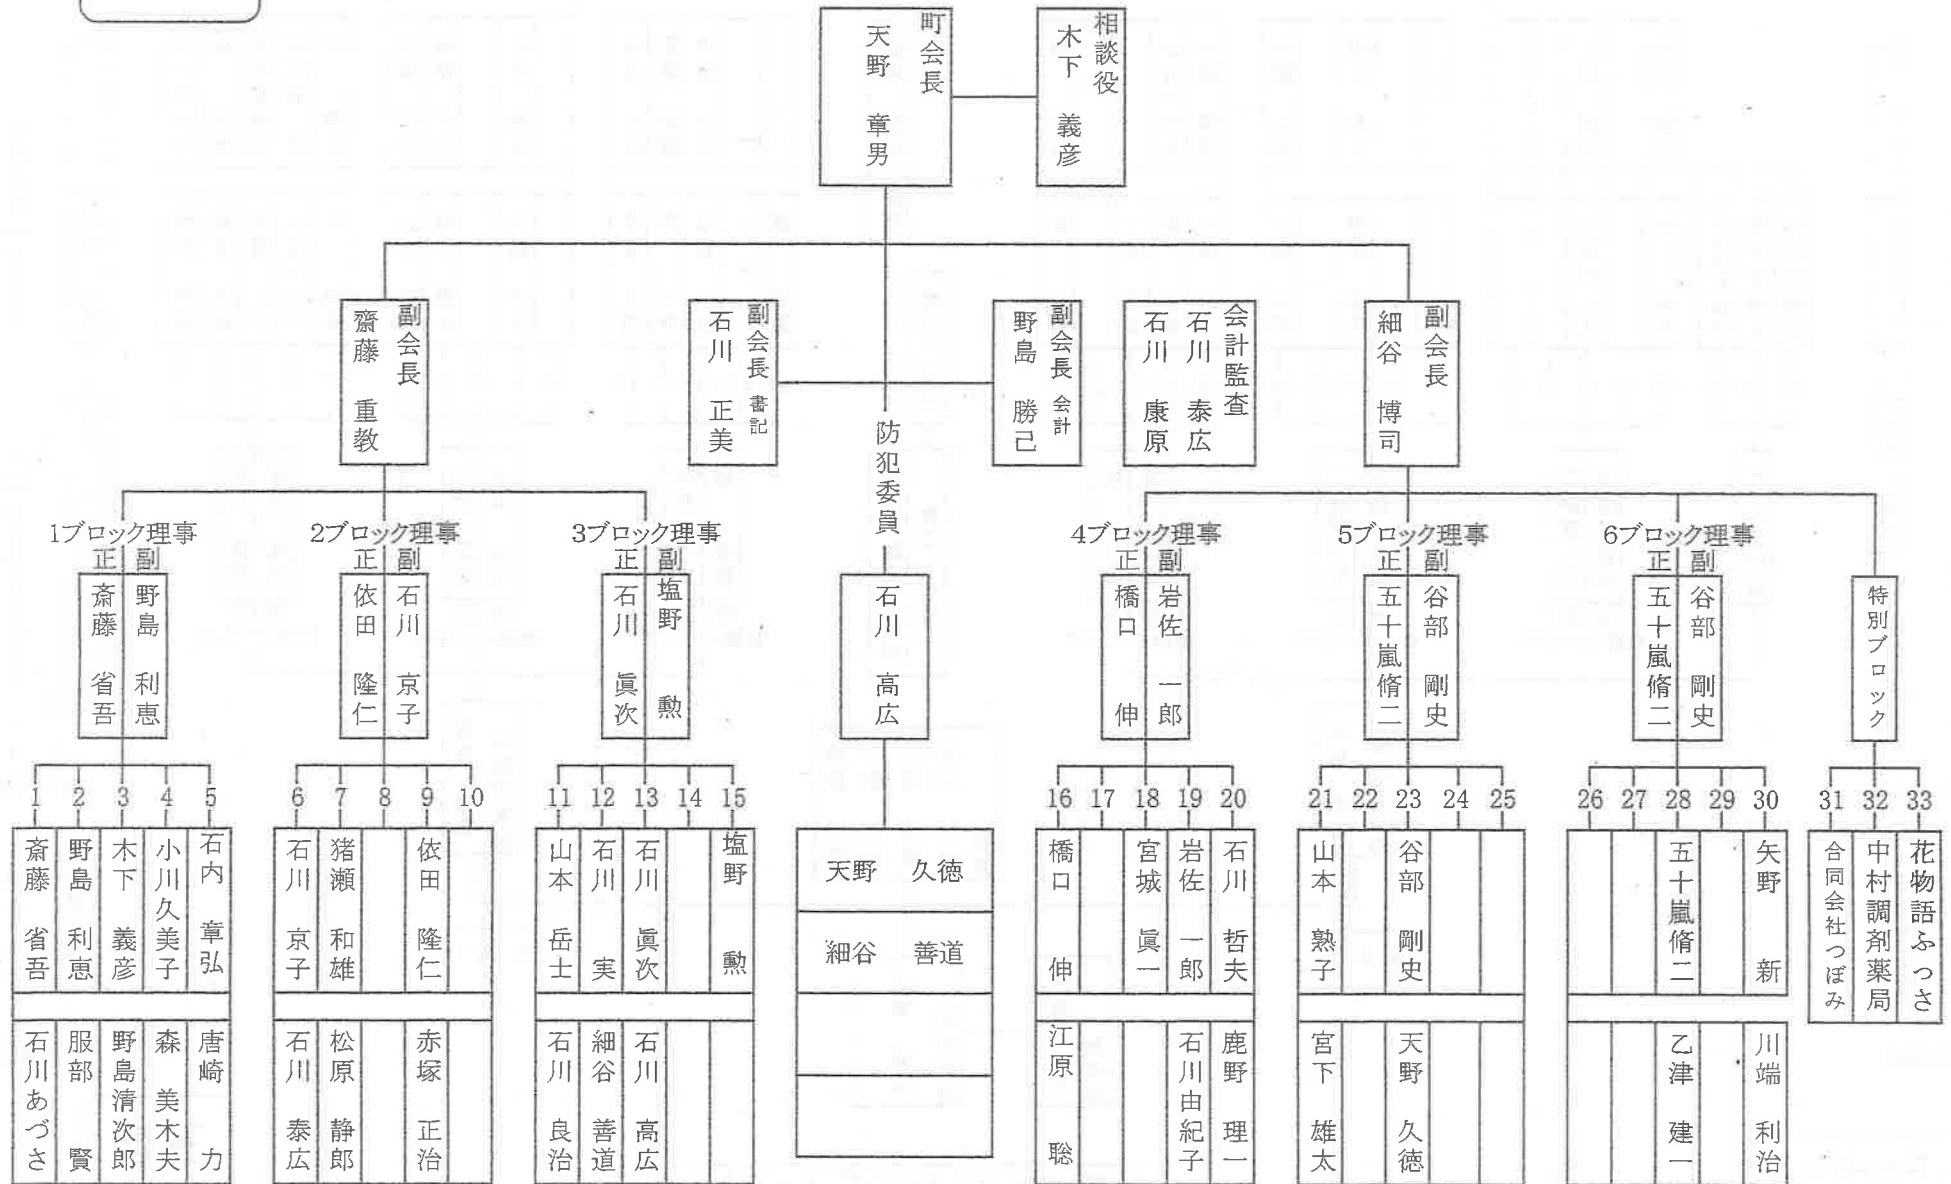 町会長
天野 章男
相談役
木下 義彦
副会長
齋藤 重教
副会長 書記
石川 正美
副会長 会計
野島 勝己
会計監査
石川 泰広
石川 康原
副会長
細谷 博司
防犯委員
1ブロック理事
正 副
斎藤 省吾
野島 利恵
2ブロック理事
正 副
依田 隆仁
石川 京子
3ブロック理事
正 副
石川 眞次
塩野 勲
石川 高広
4ブロック理事
正 副
橋口 伸
岩佐 一郎
5ブロック理事
正 副
五十嵐脩二
谷部 剛史
6ブロック理事
正 副
五十嵐脩二
谷部 剛史
特別ブロック
1 2 3 4 5
斎藤 省吾
野島 利恵
木下 義彦
小川久美子
石内 章弘
石川あづさ
服部 賢
野島清次郎
森 美木夫
唐崎 力
6 7 8 9 10
石川 京子
猪瀬 和雄
依田 隆仁
石川 泰広
松原 静郎
赤塚 正治
11 12 13 14 15
山本 岳士
石川 実
石川 眞次
塩野 勲
石川 良治
細谷 善道
石川 高広
天野 久徳
細谷 善道
16 17 18 19 20
橋口 伸
宮城 眞一
岩佐 一郎
石川 哲夫
江原 聡
石川由紀子
鹿野 理一
21 22 23 24 25
山本 熟子
谷部 剛史
宮下 雄太
天野 久徳
26 27 28 29 30
五十嵐脩二
矢野 新
乙津 建一
川端 利治
31 32 33
合同会社つぼみ
中村調剤薬局
花物語ふっさ